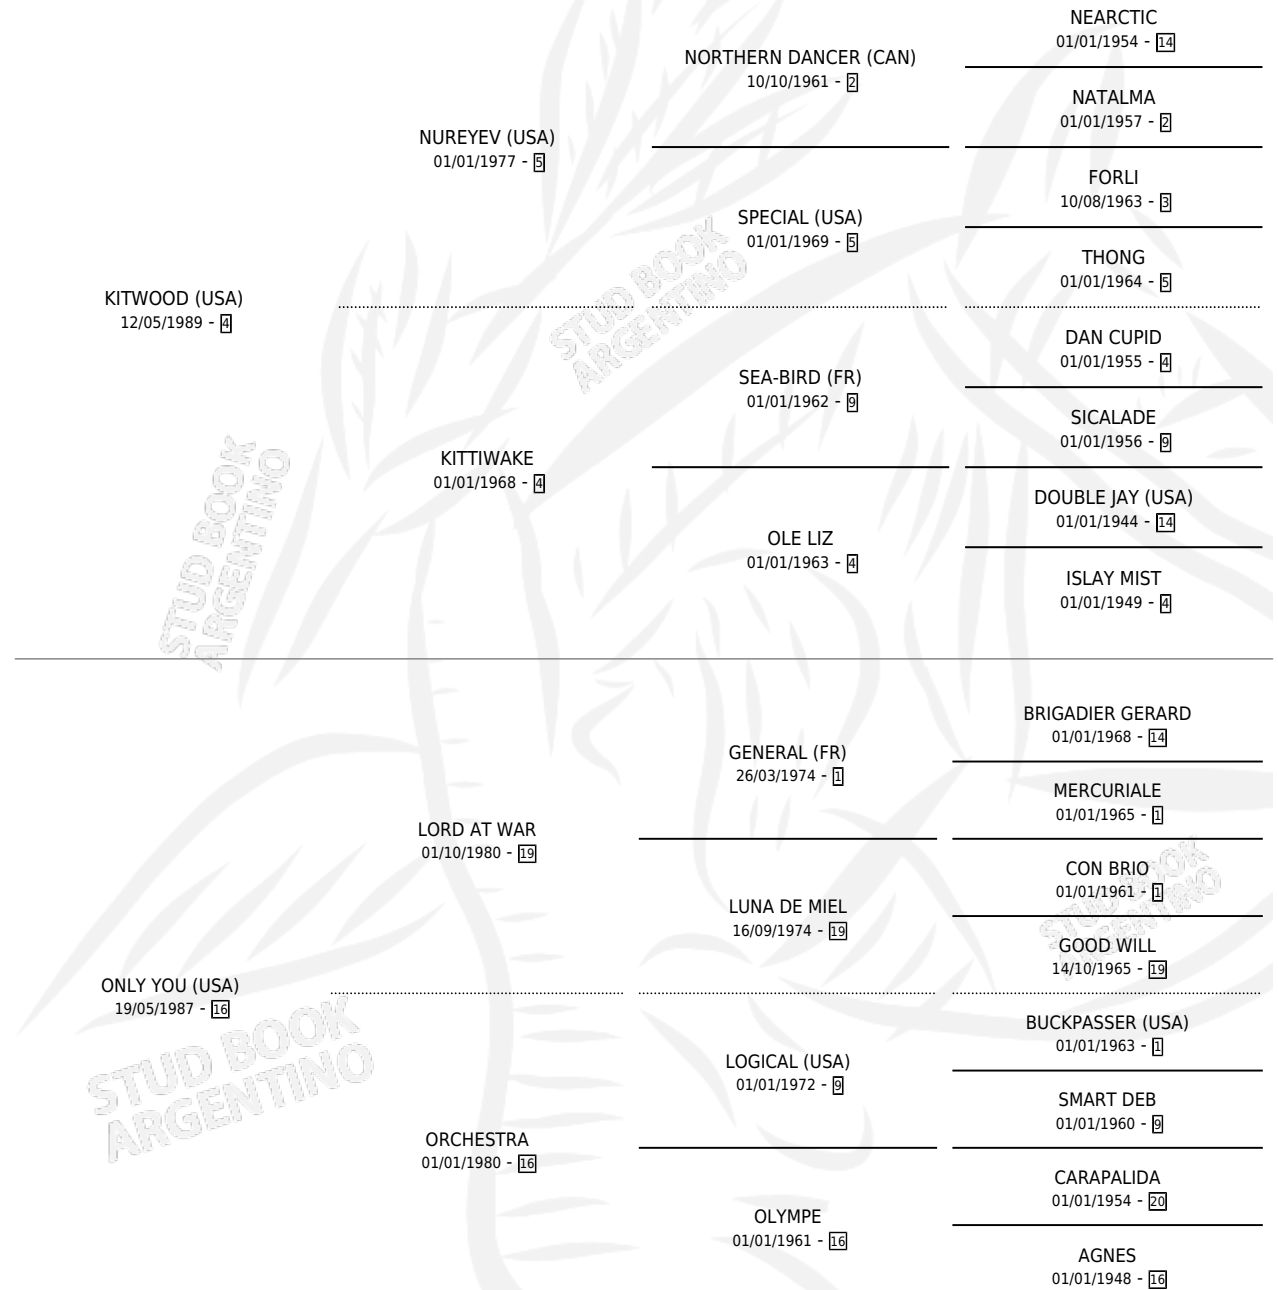 NEARCTIC
01/01/1954 - 14
NORTHERN DANCER (CAN)
10/10/1961 - 2
NATALMA
01/01/1957 - 2
NUREYEV (USA)
01/01/1977 - 5
FORLI
10/08/1963 - 3
SPECIAL (USA)
01/01/1969 - 5
THONG
01/01/1964 - 5
KITWOOD (USA)
12/05/1989 - 4
DAN CUPID
01/01/1955 - 4
SEA-BIRD (FR)
01/01/1962 - 9
SICALADE
01/01/1956 - 9
KITTIWAKE
01/01/1968 - 4
DOUBLE JAY (USA)
01/01/1944 - 14
OLE LIZ
01/01/1963 - 4
ISLAY MIST
01/01/1949 - 4
BRIGADIER GERARD
01/01/1968 - 14
GENERAL (FR)
26/03/1974 - 1
MERCURIALE
01/01/1965 - 1
LORD AT WAR
01/10/1980 - 19
CON BRIO
01/01/1961 - 1
LUNA DE MIEL
16/09/1974 - 19
GOOD WILL
14/10/1965 - 19
ONLY YOU (USA)
19/05/1987 - 16
BUCKPASSER (USA)
01/01/1963 - 1
LOGICAL (USA)
01/01/1972 - 9
SMART DEB
01/01/1960 - 9
ORCHESTRA
01/01/1980 - 16
CARAPALIDA
01/01/1954 - 20
OLYMPE
01/01/1961 - 16
AGNES
01/01/1948 - 16
STUD BOOK
ARGENTINO
STUD BOOK
ARGENTINO
STUD BOOK
ARGENTINO
STUD BOOK
ARGENTINO